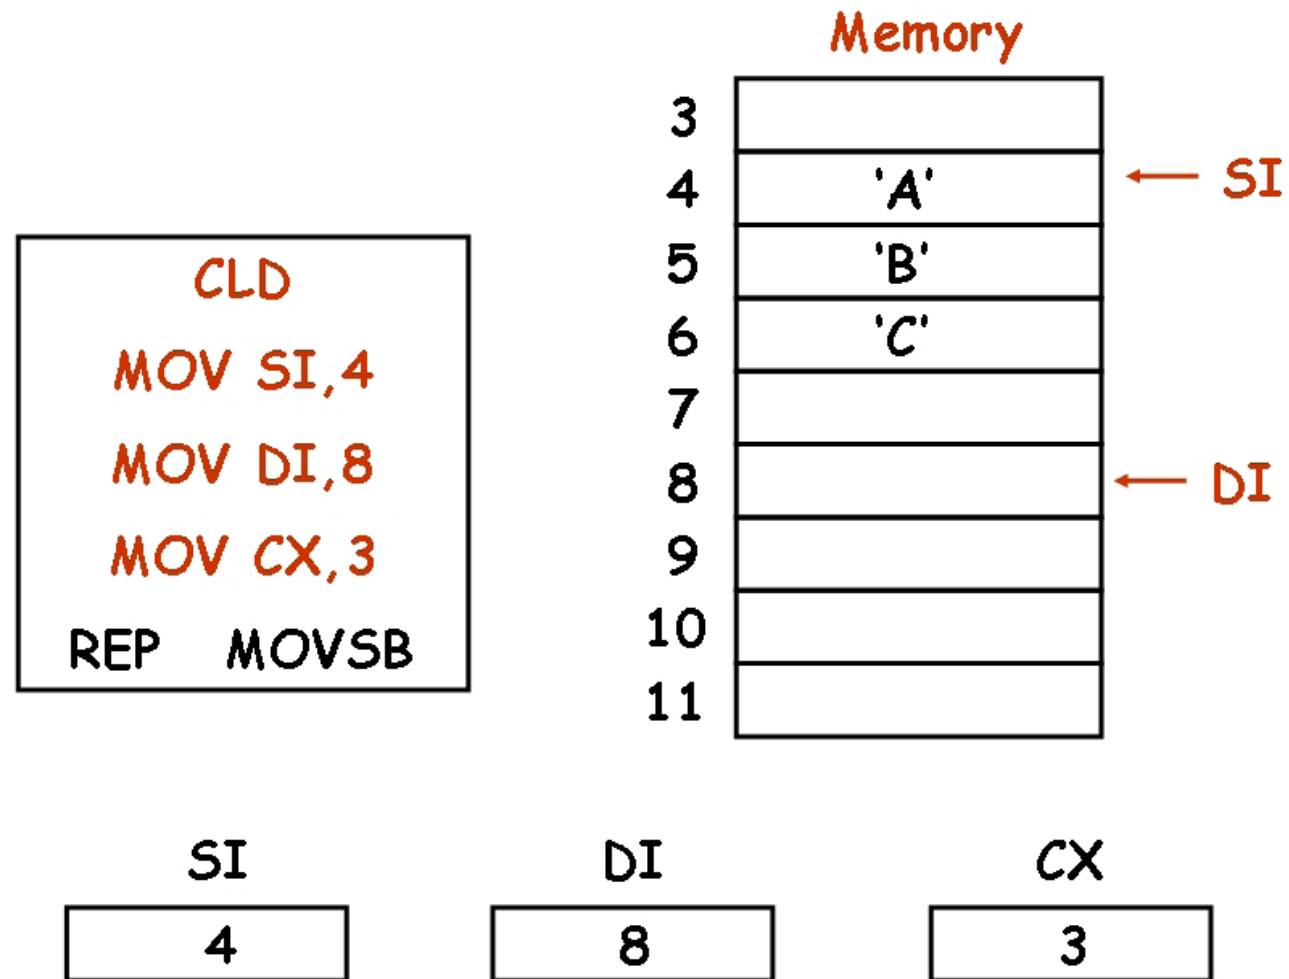 Memory
3
4 'A' SI
5 'B'
6 'C'
7
8 DI
9
10
11
CLD
MOV SI,4
MOV DI,8
MOV CX,3
REP MOVSB
SI DI CX
4 8 3